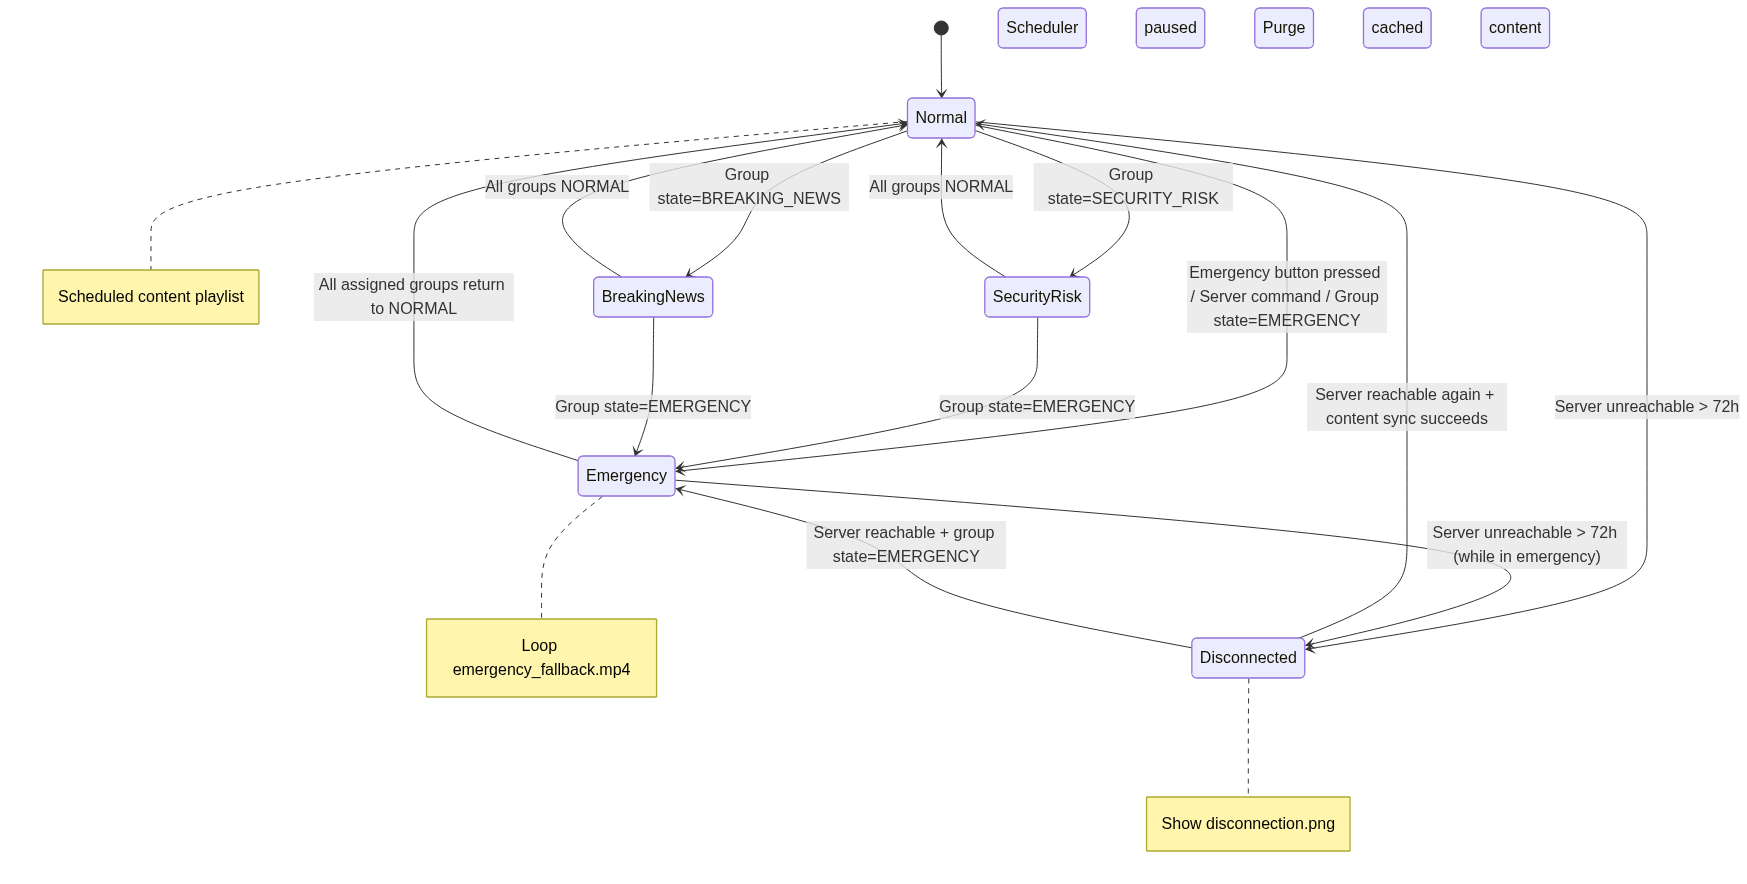 Scheduler
paused
Purge
cached
content
Normal
All groups NORMAL
Group
state=BREAKING_NEWS
All groups NORMAL
Group
state=SECURITY_RISK
Scheduled content playlist
All assigned groups return
to NORMAL
BreakingNews
SecurityRisk
Emergency button pressed
/ Server command / Group
state=EMERGENCY
Group state=EMERGENCY
Group state=EMERGENCY
Server reachable again +
content sync succeeds
Server unreachable > 72h
Emergency
Server reachable + group
state=EMERGENCY
Server unreachable > 72h
(while in emergency)
Loop
emergency_fallback.mp4
Disconnected
Show disconnection.png